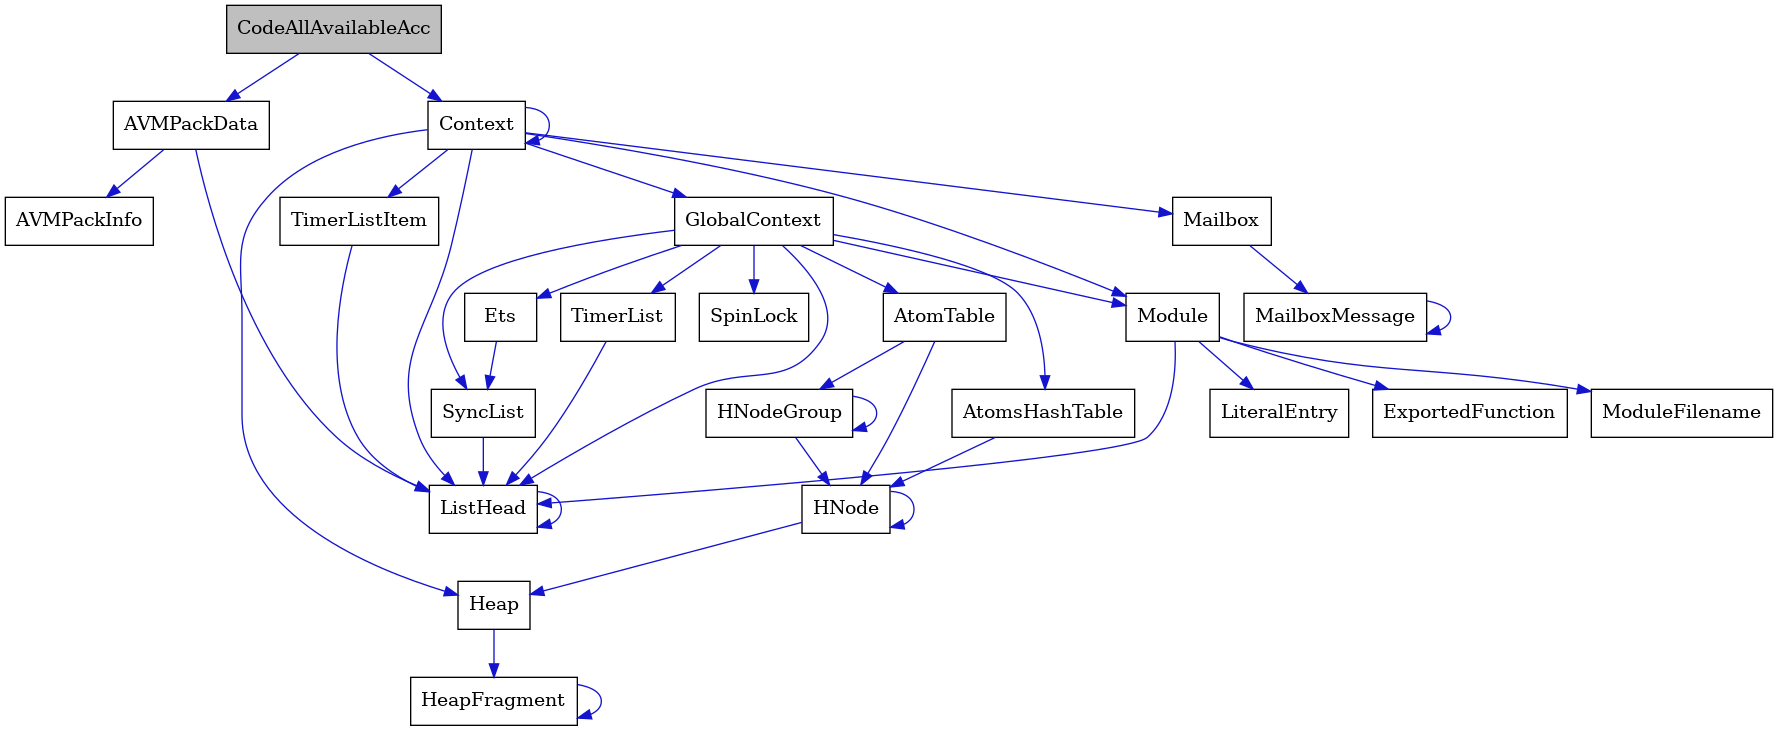 CodeAllAvailableAcc
AVMPackData
Context
AVMPackInfo
TimerListItem
GlobalContext
Mailbox
Ets
TimerList
SpinLock
AtomTable
Module
MailboxMessage
SyncList
HNodeGroup
AtomsHashTable
LiteralEntry
ExportedFunction
ModuleFilename
ListHead
HNode
Heap
HeapFragment